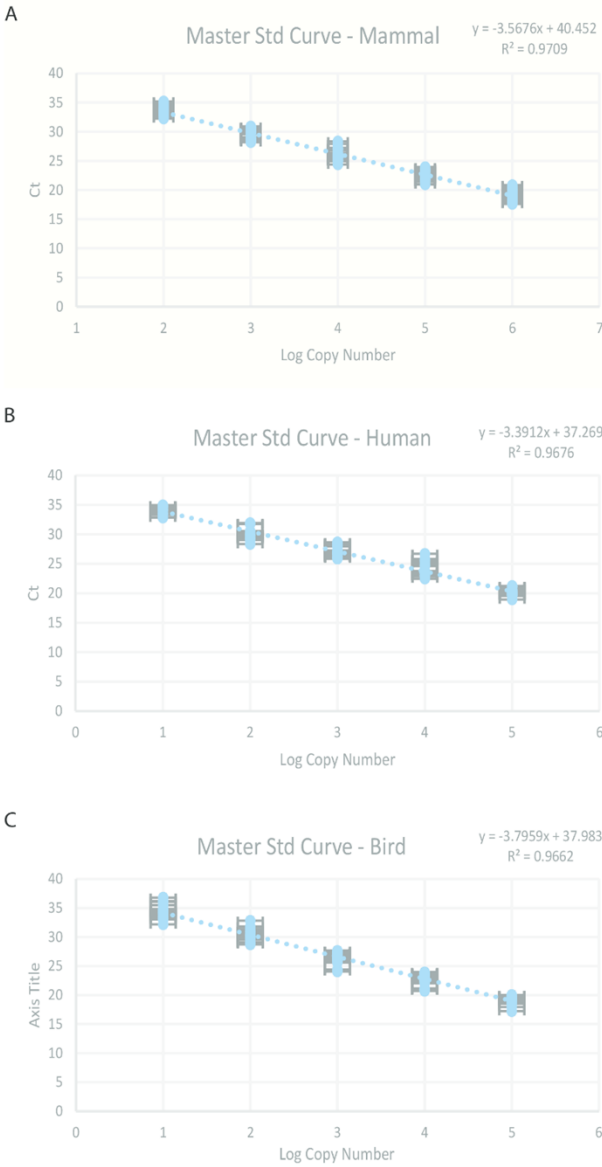 A
Master Std Curve - Mammal
y = -3.5676x + 40.452
R² = 0.9709
40
35
30
25
20
15
10
5
0
Ct
1 2 3 4 5 6 7
Log Copy Number
B
Master Std Curve - Human
y = -3.3912x + 37.269
R² = 0.9676
40
35
30
25
20
15
10
5
0
Ct
0 1 2 3 4 5 6
Log Copy Number
C
Master Std Curve - Bird
y = -3.7959x + 37.983
R² = 0.9662
40
35
30
25
20
15
10
5
0
Axis Title
0 1 2 3 4 5 6
Log Copy Number